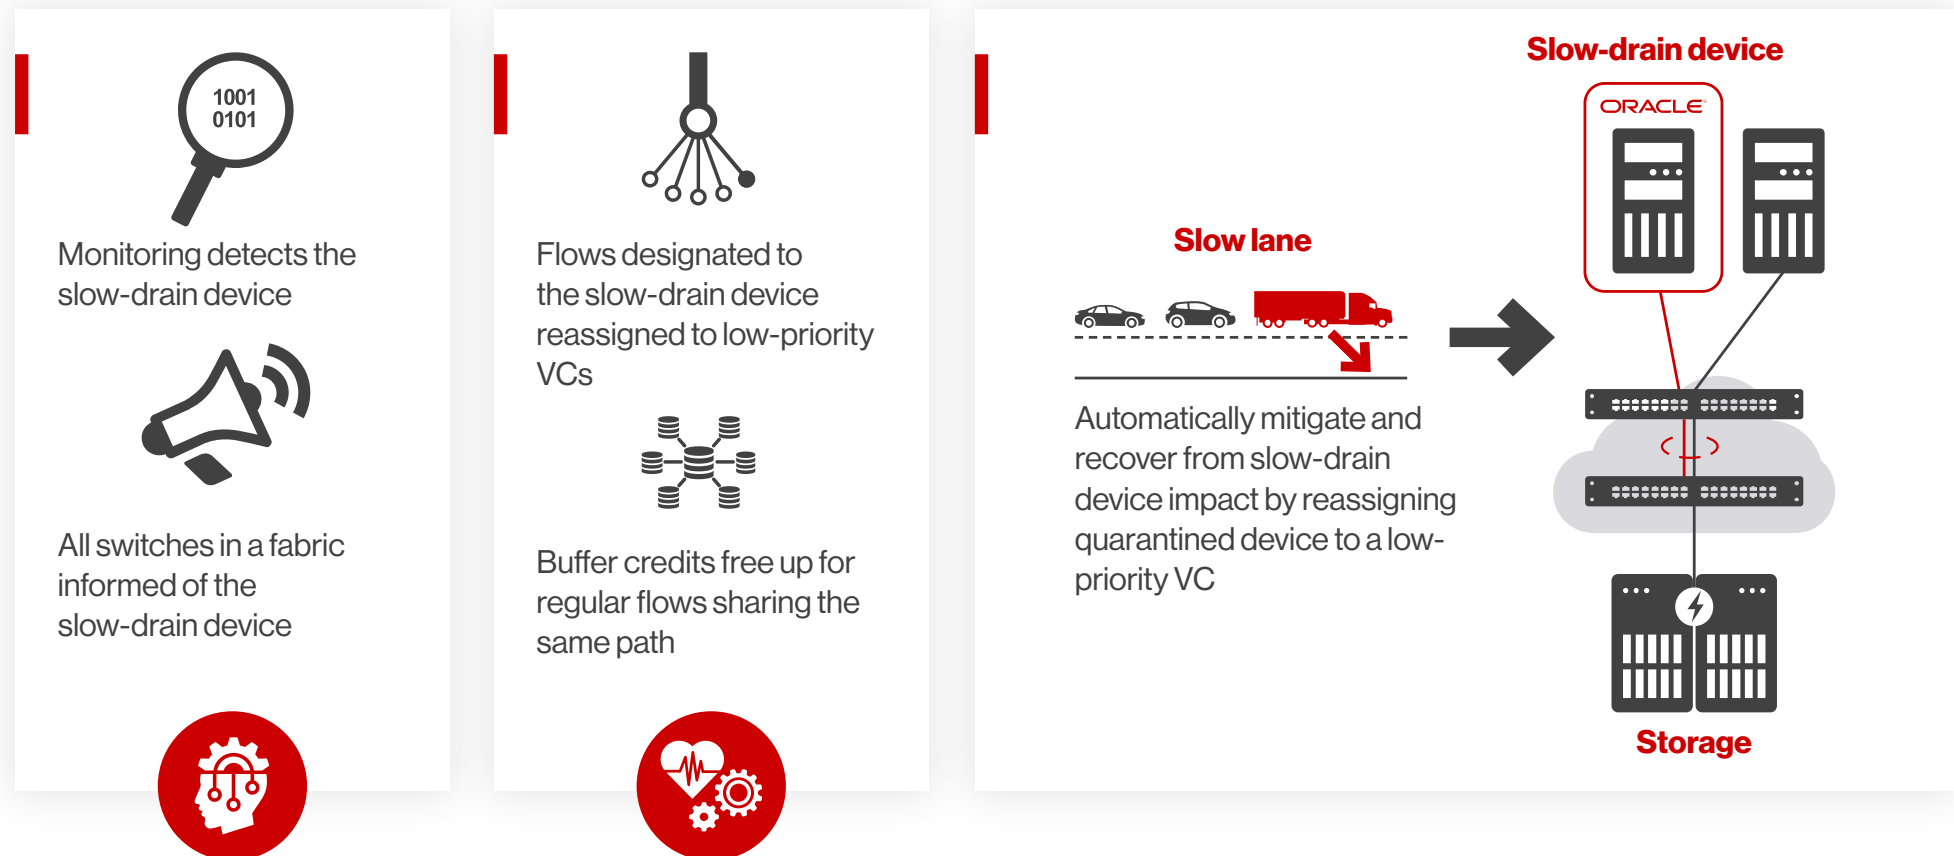 1001
0101
Monitoring detects the
slow-drain device
All switches in a fabric
informed of the
slow-drain device
Flows designated to
the slow-drain device
reassigned to low-priority
VCs
Buffer credits free up for
regular flows sharing the
same path
Slow lane
Automatically mitigate and
recover from slow-drain
device impact by reassigning
quarantined device to a low-
priority VC
Slow-drain device
ORACLE
Storage